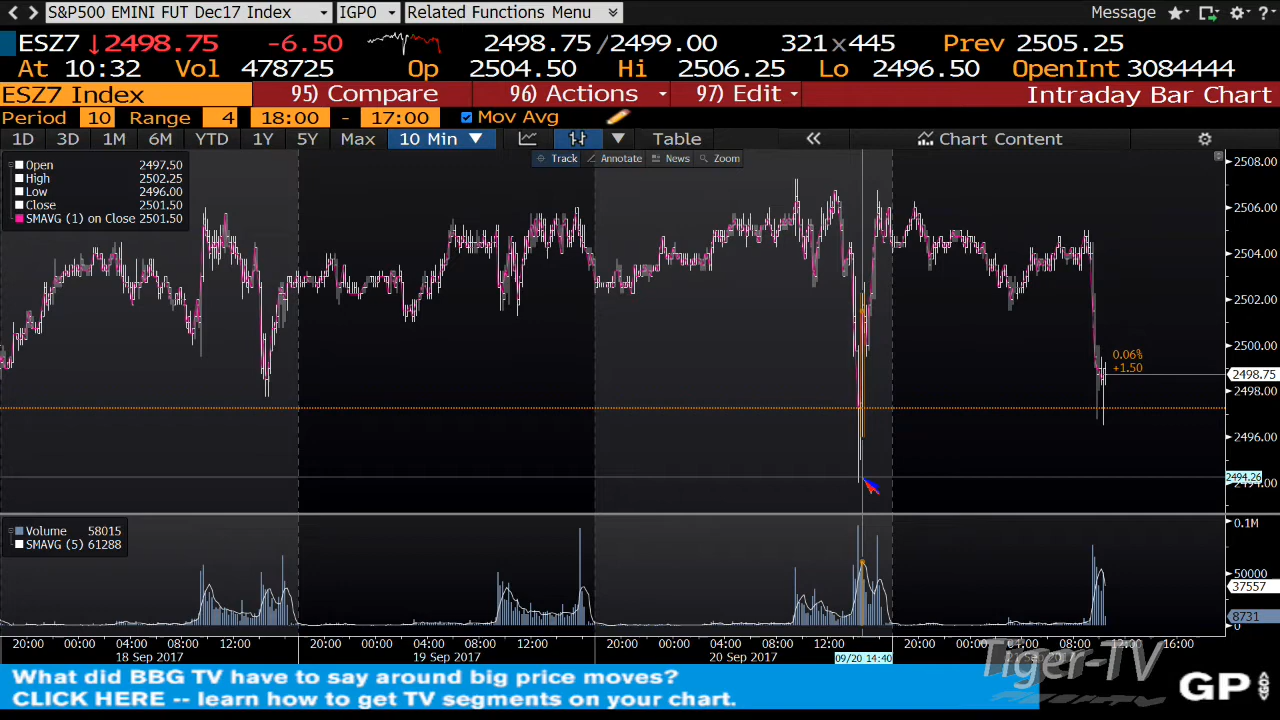 S&P500 EMINI FUT Dec17 Index IGPO Related Functions Menu Message ?
ESZ7 ↓2498.75 -6.50 2498.75/2499.00 321x445 Prev 2505.25
At 10:32 Vol 478725 Op 2504.50 Hi 2506.25 Lo 2496.50 OpenInt 3084444
ESZ7 Index 95) Compare 96) Actions 97) Edit Intraday Bar Chart
Period 10 Range 4 18:00 - 17:00 Mov Avg
1D 3D 1M 6M YTD 1Y 5Y Max 10 Min Table Chart Content
Track Annotate News Zoom
Open 2497.50
High 2502.25
Low 2496.00
Close 2501.50
SMAVG (1) on Close 2501.50
2508.00
2506.00
2504.00
2502.00
2500.00
0.06%
+1.50
2498.75
2498.00
2496.00
2494.26
Volume 58015
SMAVG (5) 61288
0.1M
50000
37557
8731
0
20:00 00:00 04:00 08:00 12:00 20:00 00:00 04:00 08:00 12:00 20:00 00:00 04:00 08:00 12:00 20:00 00:00 04:00 08:00 12:00 16:00
18 Sep 2017 19 Sep 2017 20 Sep 2017 09/20 14:40
Tiger-TV
What did BBG TV have to say around big price moves?
CLICK HERE -- learn how to get TV segments on your chart.
GP